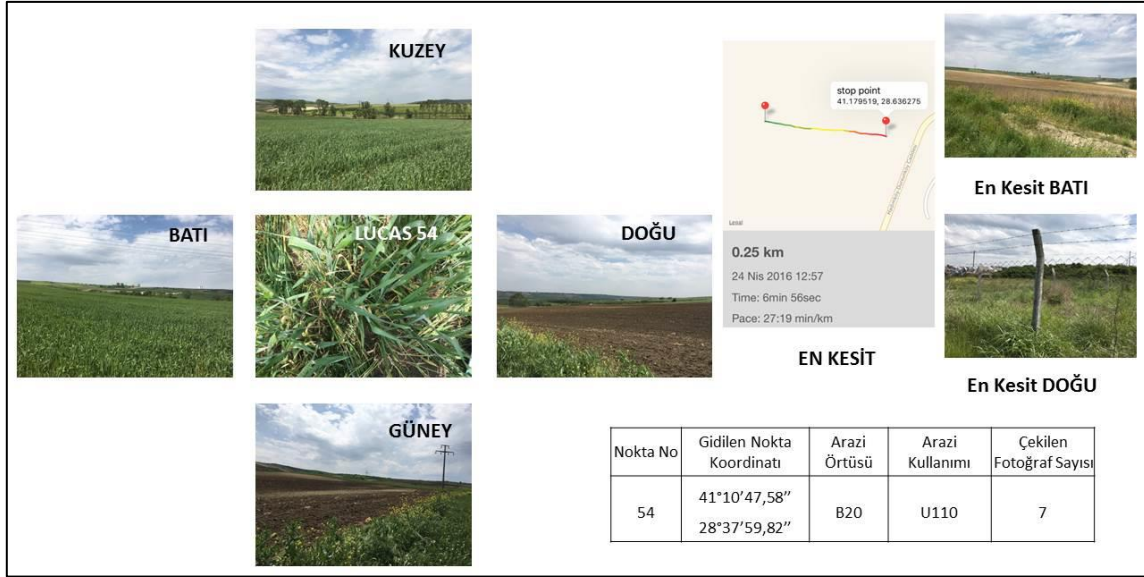 KUZEY
BATI
LUCAS 54
DOĞU
GÜNEY
stop point
41.179519, 28.636275
Legal
0.25 km
24 Nis 2016 12:57
Time: 6min 56sec
Pace: 27:19 min/km
EN KESİT
En Kesit BATI
En Kesit DOĞU
Nokta No
Gidilen Nokta
Koordinatı
Arazi
Örtüsü
Arazi
Kullanımı
Çekilen
Fotoğraf Sayısı
54
41°10’47,58’’
28°37’59,82’’
B20
U110
7